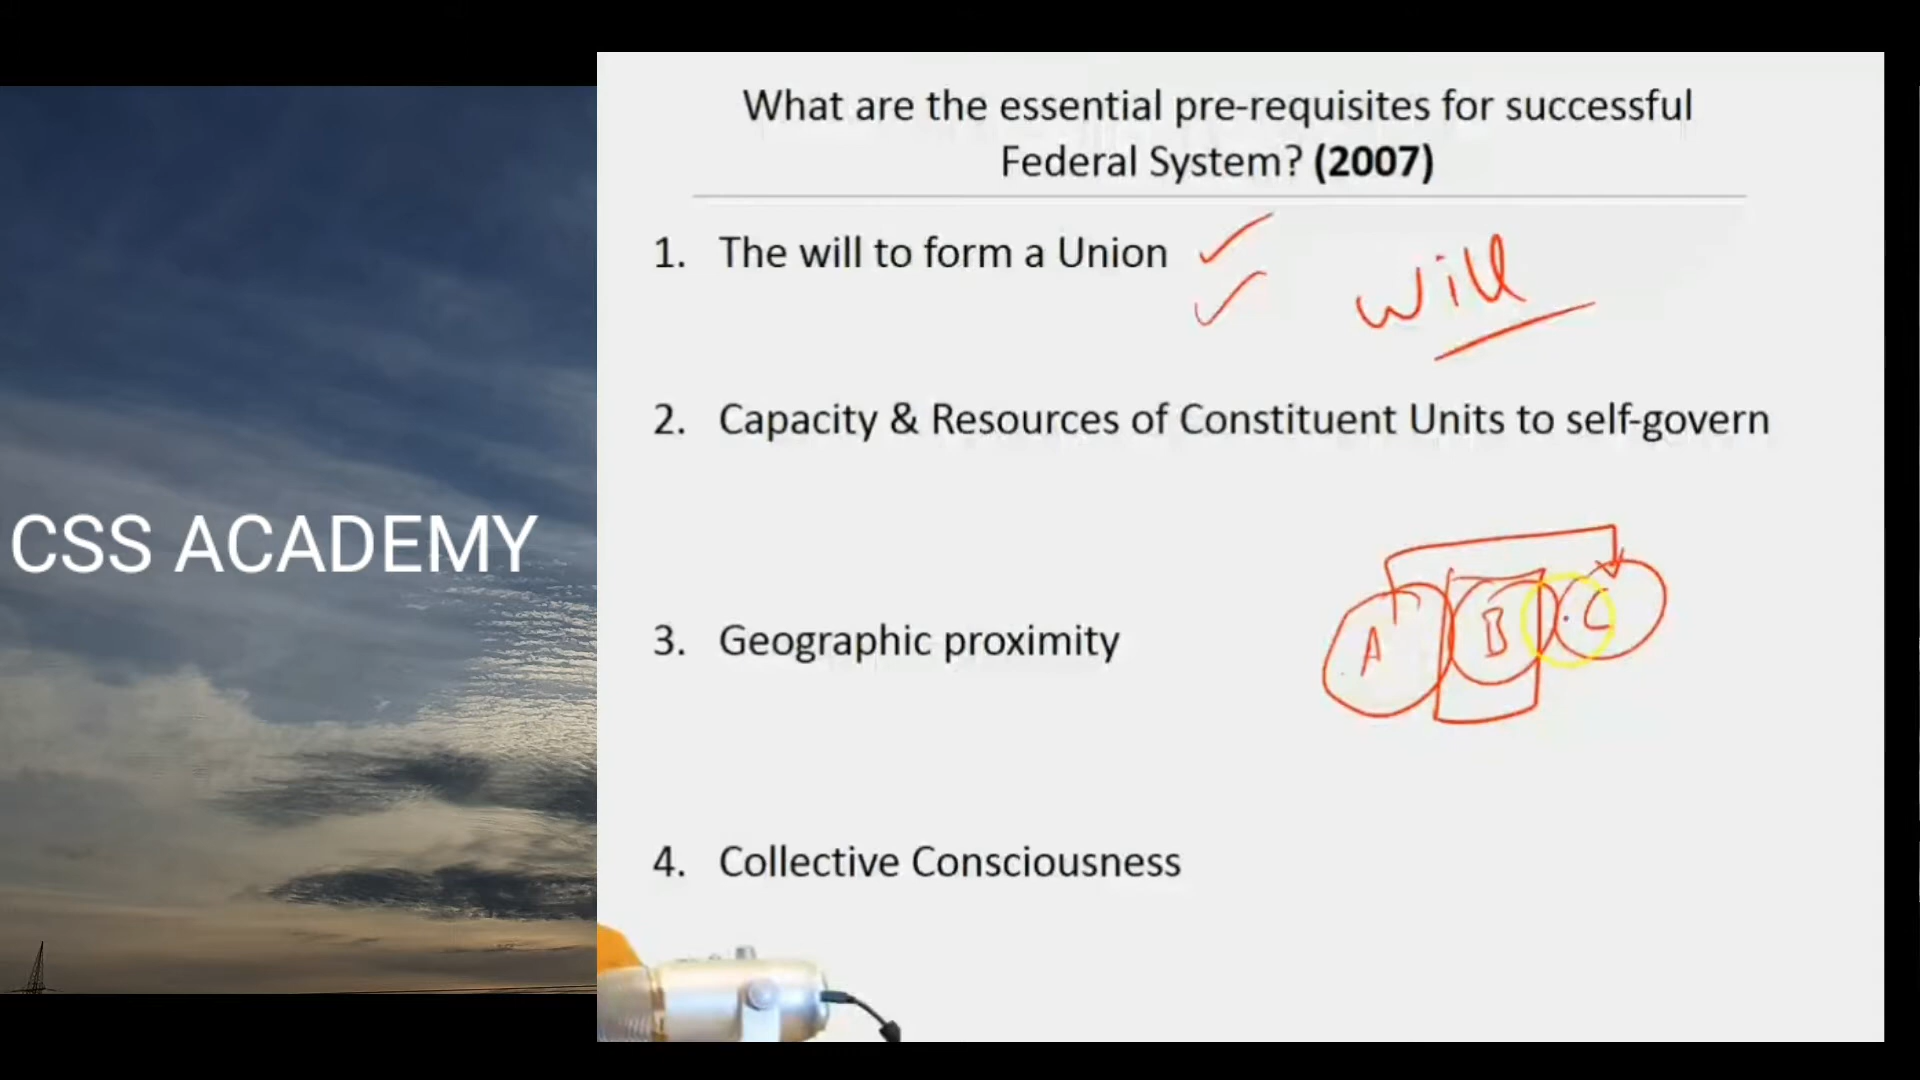 CSS ACADEMY
What are the essential pre-requisites for successful
Federal System? (2007)
1. The will to form a Union
will
2. Capacity & Resources of Constituent Units to self-govern
3. Geographic proximity
A B C
4. Collective Consciousness